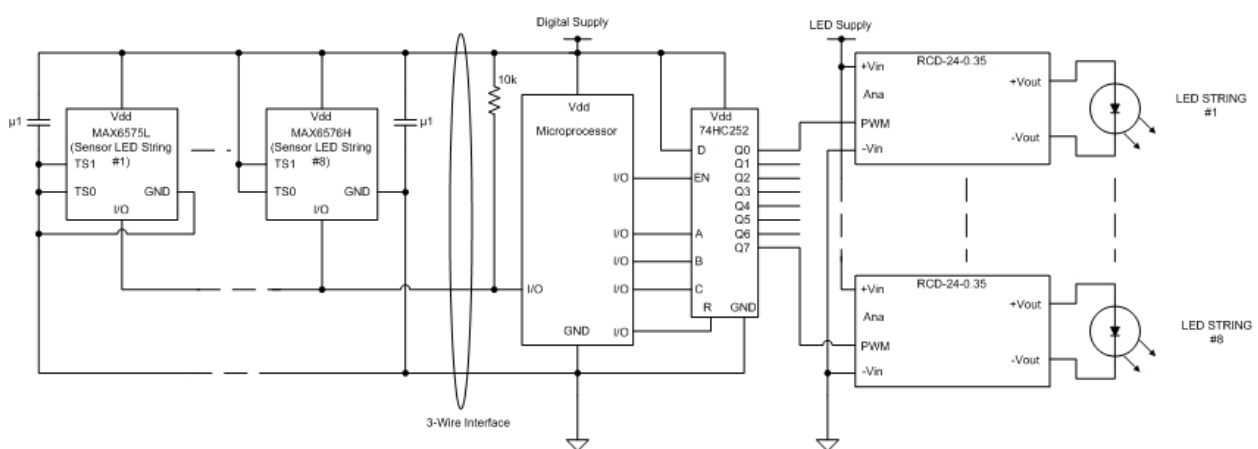 Digital Supply
LED Supply
10k
µ1
Vdd
MAX6575L
(Sensor LED String
#1)
TS1
TS0
GND
I/O
Vdd
MAX6576H
(Sensor LED String
#8)
TS1
TS0
GND
I/O
µ1
3-Wire Interface
Vdd
Microprocessor
I/O
I/O
I/O
I/O
I/O
I/O
GND
Vdd
74HC252
D
EN
A
B
C
R
GND
Q0
Q1
Q2
Q3
Q4
Q5
Q6
Q7
RCD-24-0.35
+Vin
Ana
PWM
-Vin
+Vout
-Vout
LED STRING
#1
RCD-24-0.35
+Vin
Ana
PWM
-Vin
+Vout
-Vout
LED STRING
#8